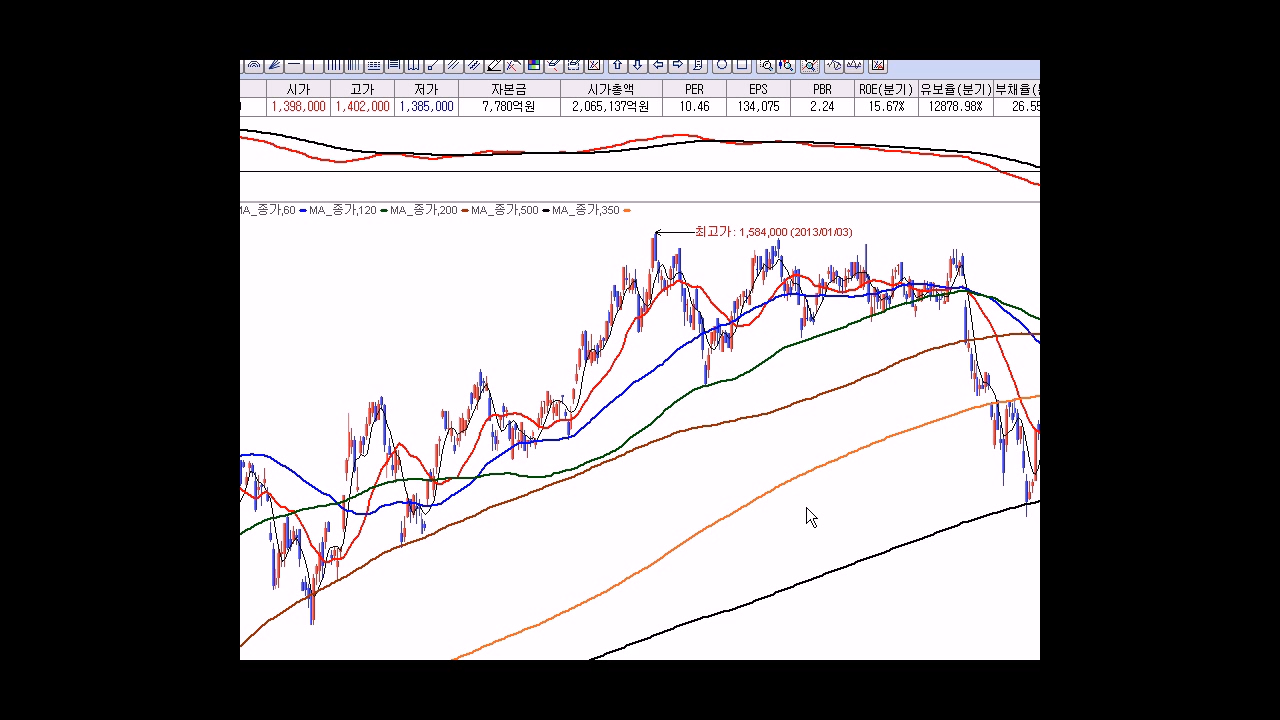 시가 고가 저가 자본금 시가총액 PER EPS PBR ROE(분기) 유보율(분기) 부채율(
1,398,000 1,402,000 1,385,000 7,780억원 2,065,137억원 10.46 134,075 2.24 15.67% 12878.98% 26.55
MA_종가,60 MA_종가,120 MA_종가,200 MA_종가,500 MA_종가,350
최고가 : 1,584,000 (2013/01/03)